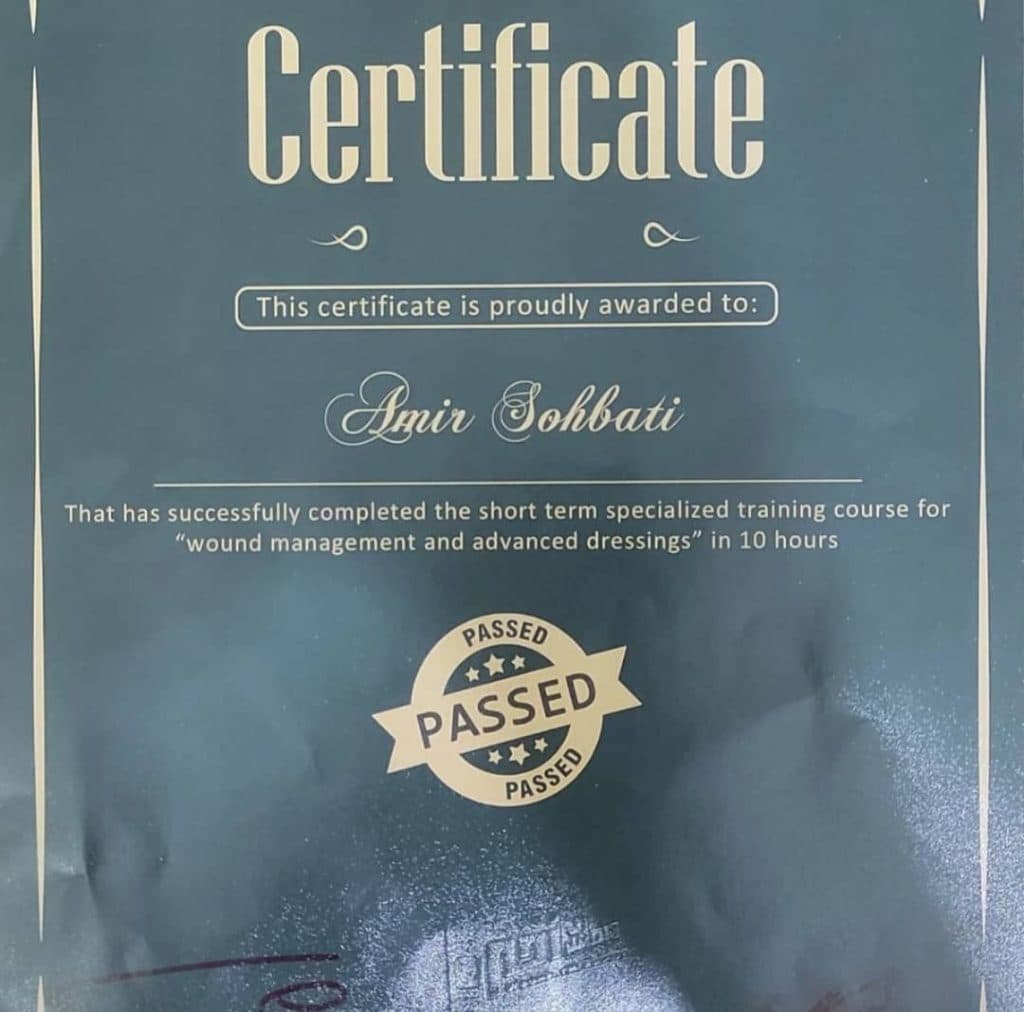 Certificate
This certificate is proudly awarded to:
Amir Sohbati
That has successfully completed the short term specialized training course for
“wound management and advanced dressings” in 10 hours
PASSED
PASSED
PASSED